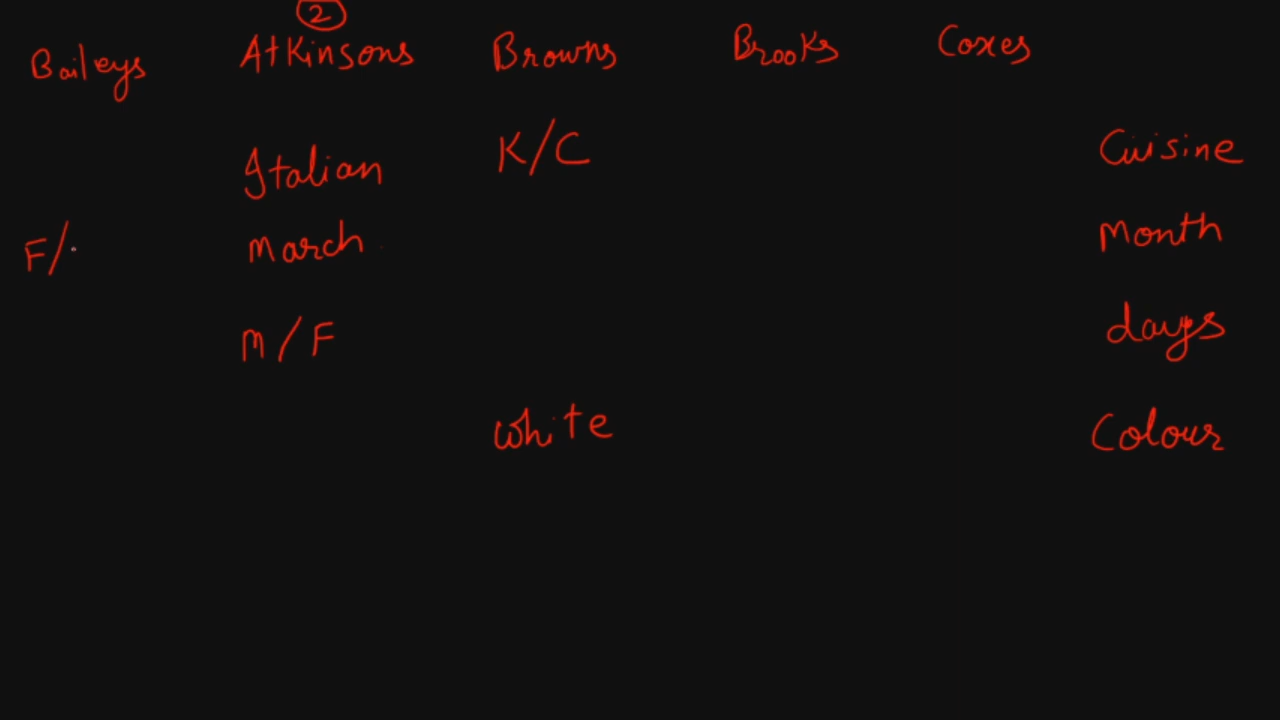 2
Baileys Atkinsons Browns Brooks Coxes
Italian K/C Cuisine
F/ March Month
M/F days
White Colour